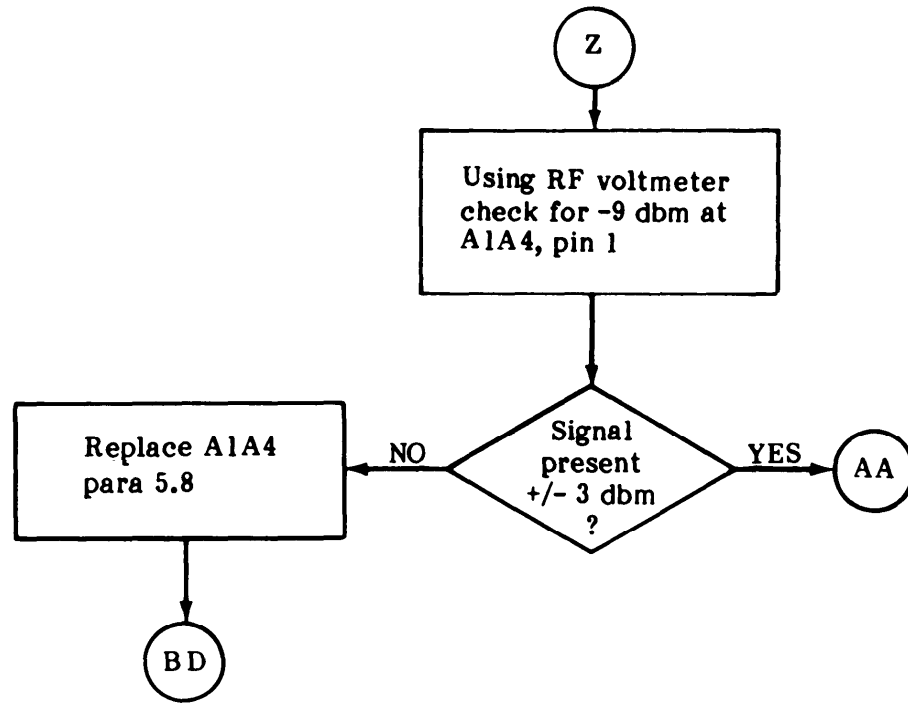 Z
Using RF voltmeter
check for -9 dbm at
A1A4, pin 1
Signal
present
+/- 3 dbm
?
NO
YES
Replace A1A4
para 5.8
AA
BD